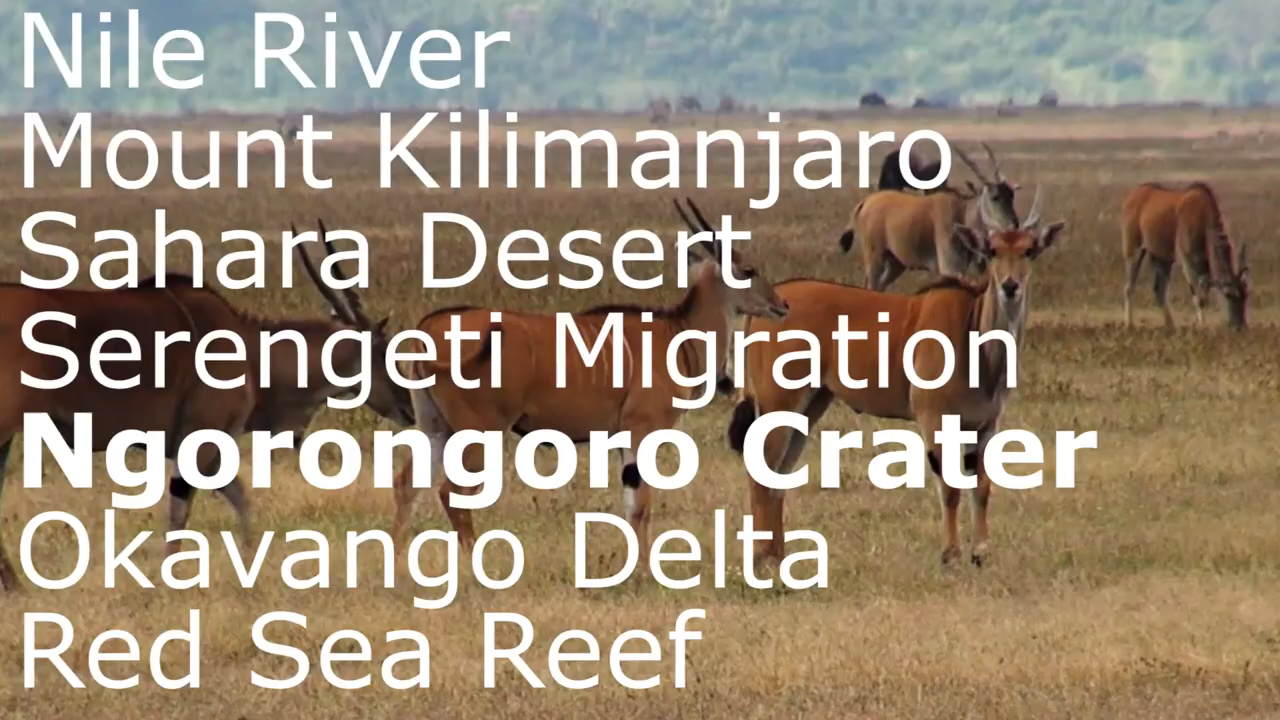 Nile River
Mount Kilimanjaro
Sahara Desert
Serengeti Migration
Ngorongoro Crater
Okavango Delta
Red Sea Reef